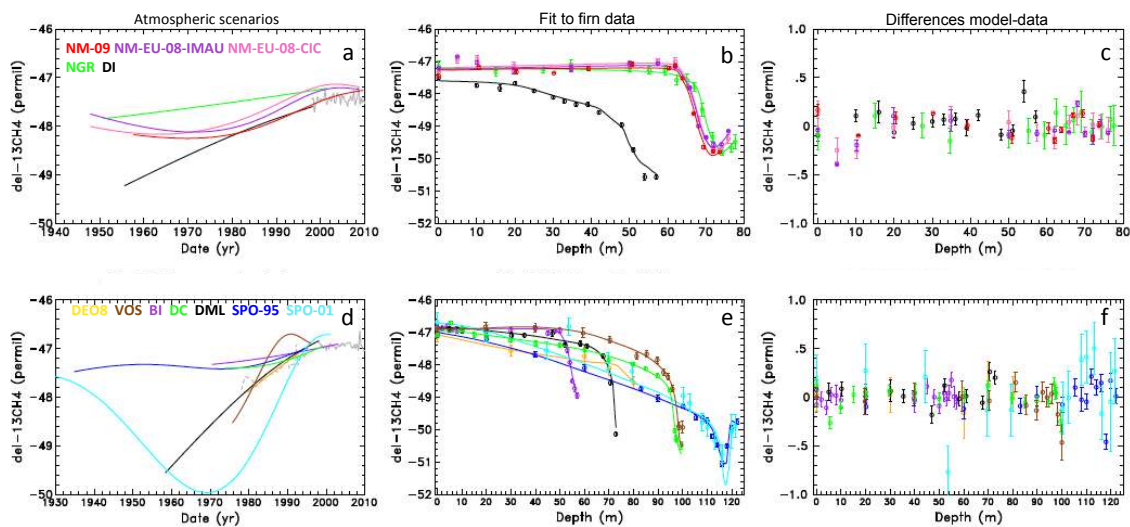 Atmospheric scenarios
Fit to firn data
Differences model-data
a
NM-09 NM-EU-08-IMAU NM-EU-08-CIC
NGR DI
del-13CH4 (permil)
-46
-47
-48
-49
-50
1940 1950 1960 1970 1980 1990 2000 2010
Date (yr)
b
del-13CH4 (permil)
-46
-47
-48
-49
-50
-51
-52
0 10 20 30 40 50 60 70 80
Depth (m)
c
del-13CH4 (permil)
1.0
.5
0
-.5
-1.0
0 10 20 30 40 50 60 70 80
Depth (m)
d
DE08 VOS BI DC DML SPO-95 SPO-01
del-13CH4 (permil)
-46
-47
-48
-49
-50
1930 1940 1950 1960 1970 1980 1990 2000 2010
Date (yr)
e
del-13CH4 (permil)
-46
-47
-48
-49
-50
-51
-52
0 10 20 30 40 50 60 70 80 90 100 110 120
Depth (m)
f
del-13CH4 (permil)
1.0
.5
0
-.5
-1.0
0 10 20 30 40 50 60 70 80 90 100 110 120
Depth (m)